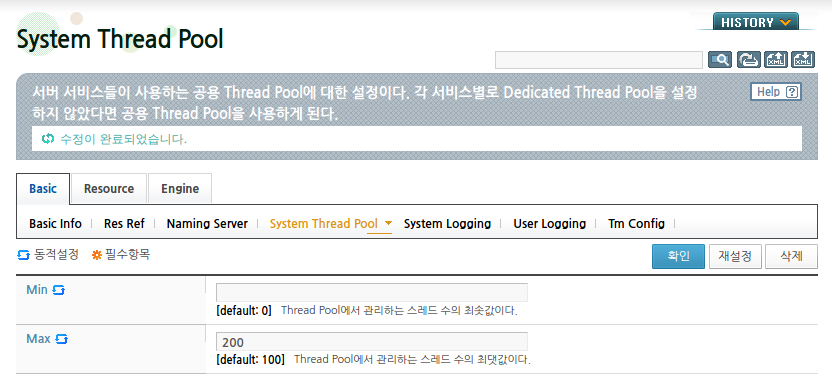 HISTORY
System Thread Pool
XML XML
서버 서비스들이 사용하는 공용 Thread Pool에 대한 설정이다. 각 서비스별로 Dedicated Thread Pool을 설정
하지 않았다면 공용 Thread Pool을 사용하게 된다.
Help ?
수정이 완료되었습니다.
Basic Resource Engine
Basic Info Res Ref Naming Server System Thread Pool System Logging User Logging Tm Config
동적설정 필수항목 확인 재설정 삭제
Min
[default: 0] Thread Pool에서 관리하는 스레드 수의 최솟값이다.
Max 200
[default: 100] Thread Pool에서 관리하는 스레드 수의 최댓값이다.